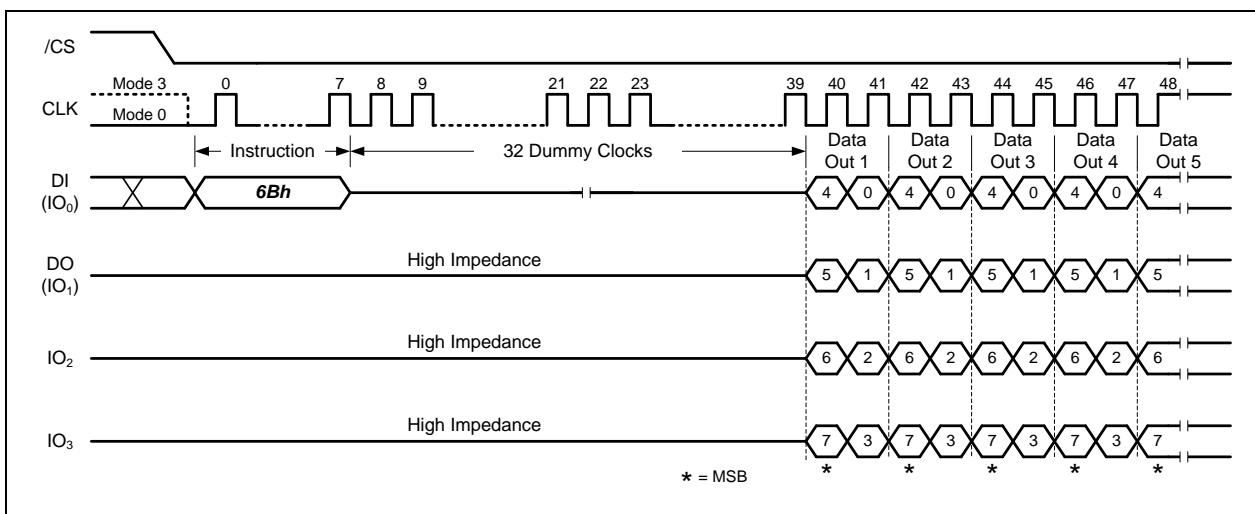 /CS
Mode 3 0 7 8 9 21 22 23 39 40 41 42 43 44 45 46 47 48
CLK
Mode 0
Instruction 32 Dummy Clocks Data Out 1 Data Out 2 Data Out 3 Data Out 4 Data Out 5
DI (IO0) 6Bh 4 0 4 0 4 0 4 0 4
High Impedance
DO (IO1) 5 1 5 1 5 1 5 1 5
High Impedance
IO2 6 2 6 2 6 2 6 2 6
High Impedance
IO3 7 3 7 3 7 3 7 3 7
* = MSB * * * * *